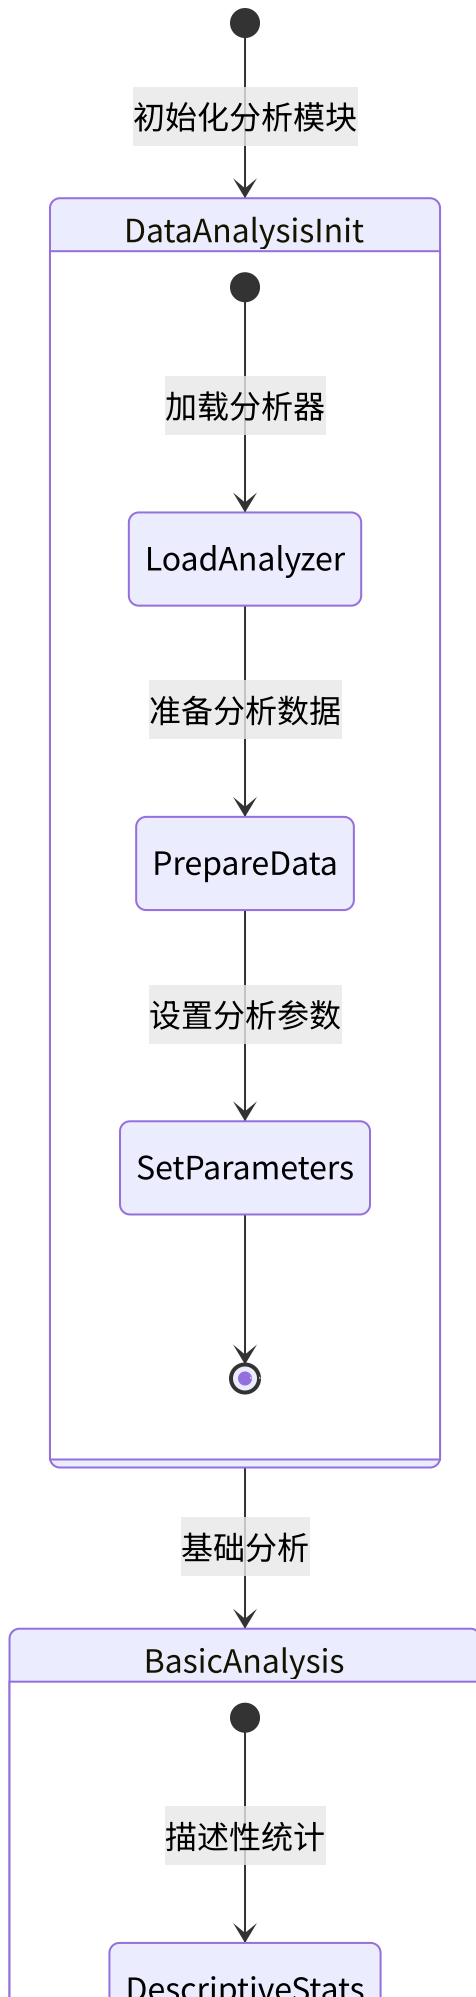 初始化分析模块
DataAnalysisInit
加载分析器
LoadAnalyzer
准备分析数据
PrepareData
设置分析参数
SetParameters
基础分析
BasicAnalysis
描述性统计
DescriptiveStats